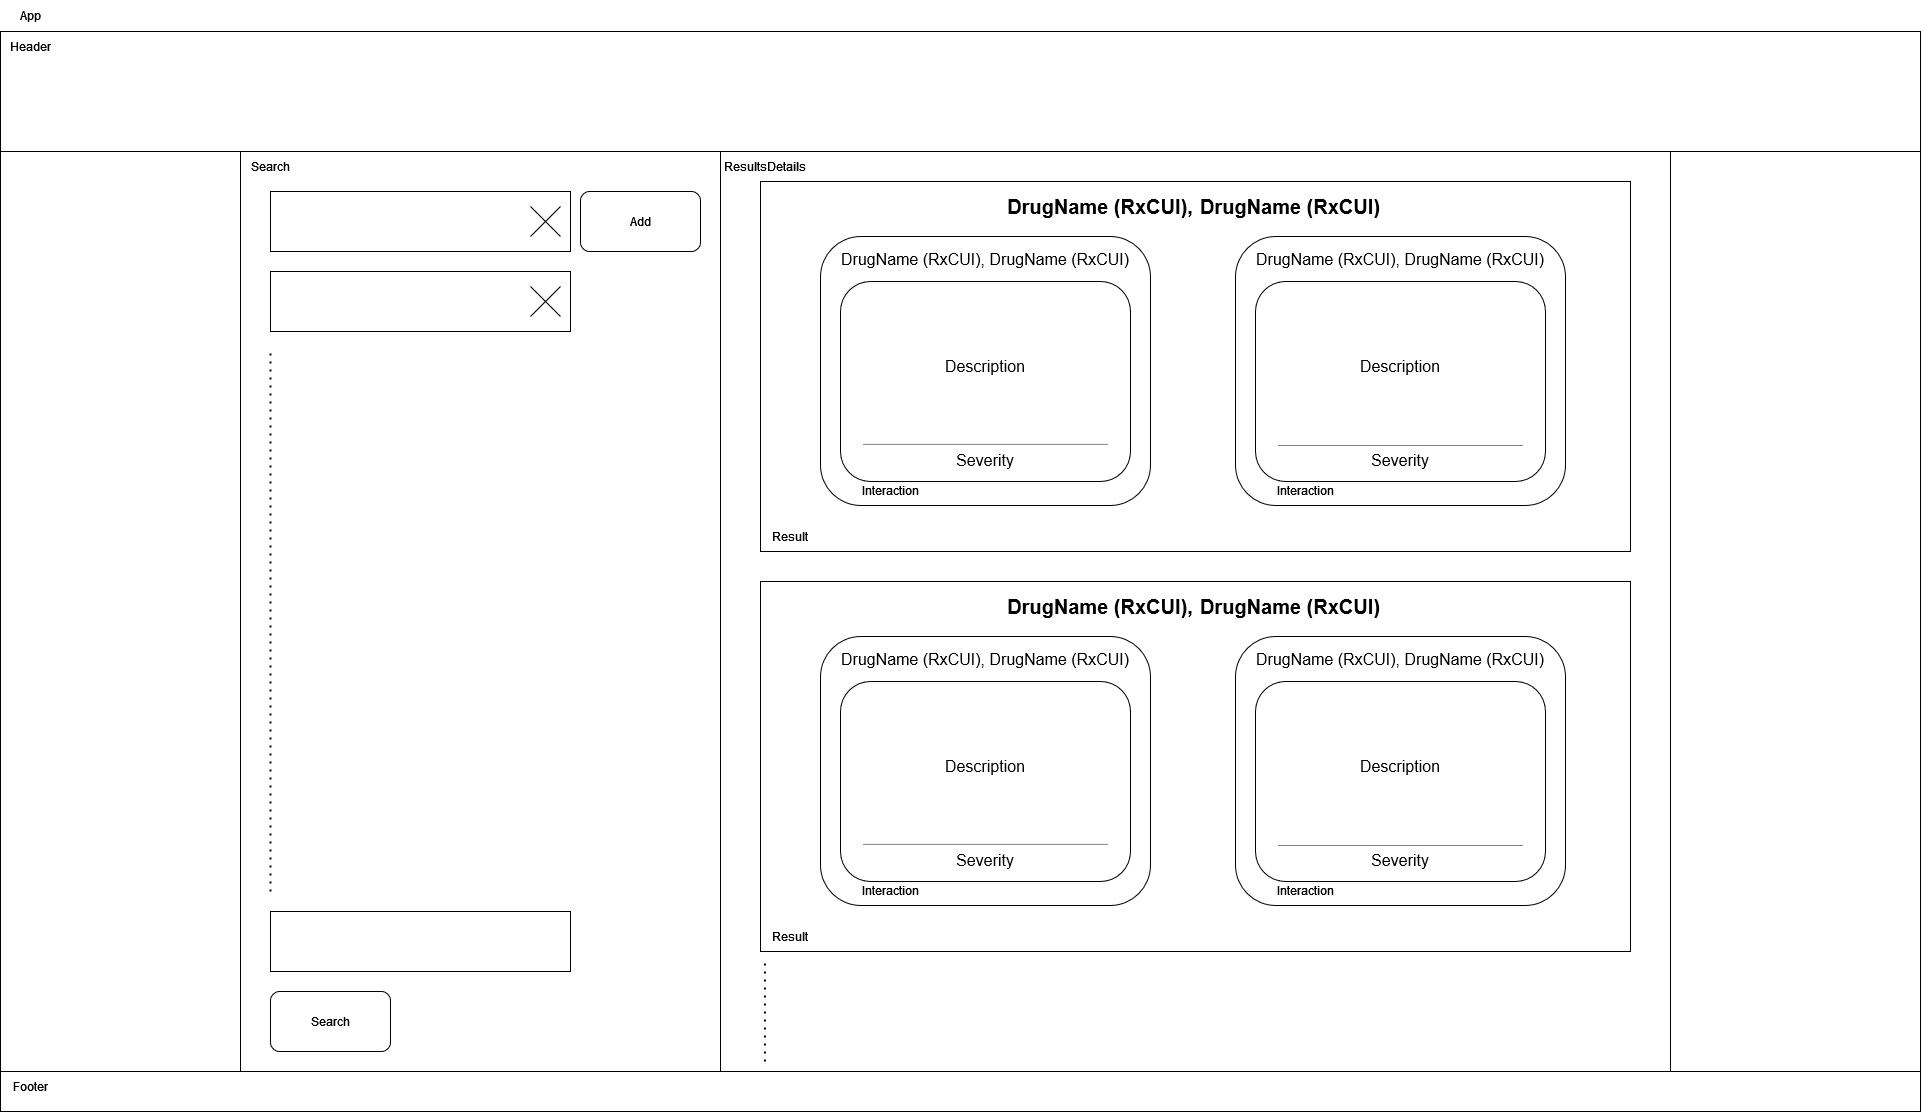 App
Header
Search
Add
Search
ResultsDetails
DrugName (RxCUI), DrugName (RxCUI)
DrugName (RxCUI), DrugName (RxCUI)
Description
Severity
Interaction
DrugName (RxCUI), DrugName (RxCUI)
Description
Severity
Interaction
Result
DrugName (RxCUI), DrugName (RxCUI)
DrugName (RxCUI), DrugName (RxCUI)
Description
Severity
Interaction
DrugName (RxCUI), DrugName (RxCUI)
Description
Severity
Interaction
Result
Footer